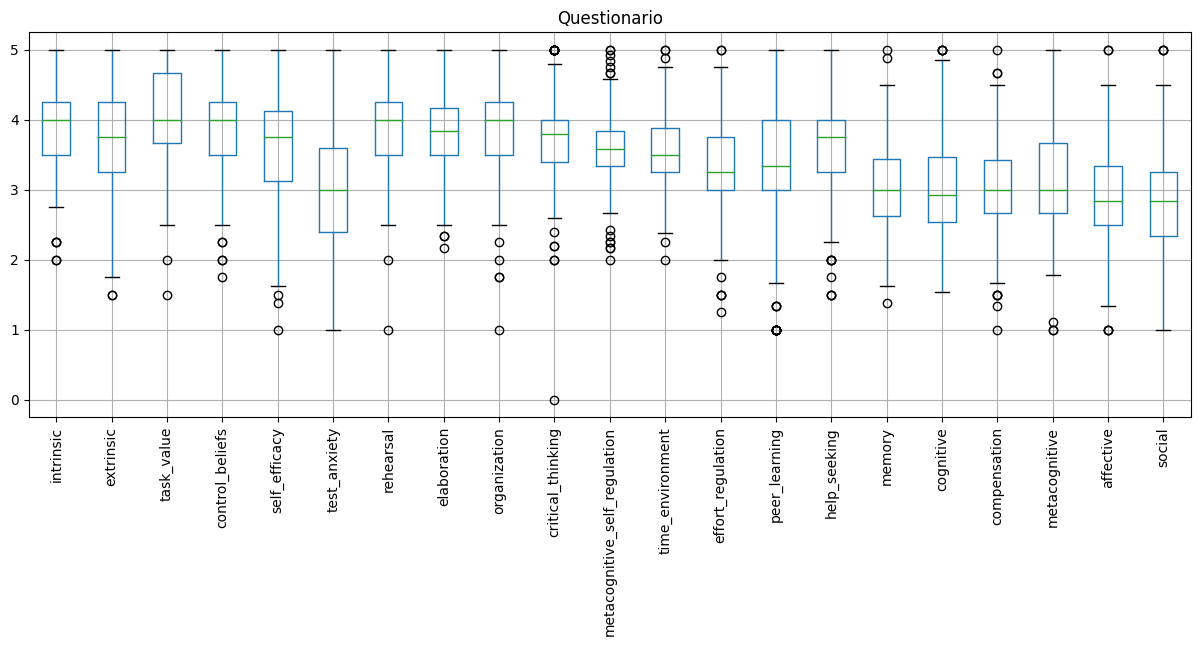 Questionario
5
4
3
2
1
0
intrinsic
extrinsic
task_value
control_beliefs
self_efficacy
test_anxiety
rehearsal
elaboration
organization
critical_thinking
metacognitive_self_regulation
time_environment
effort_regulation
peer_learning
help_seeking
memory
cognitive
compensation
metacognitive
affective
social